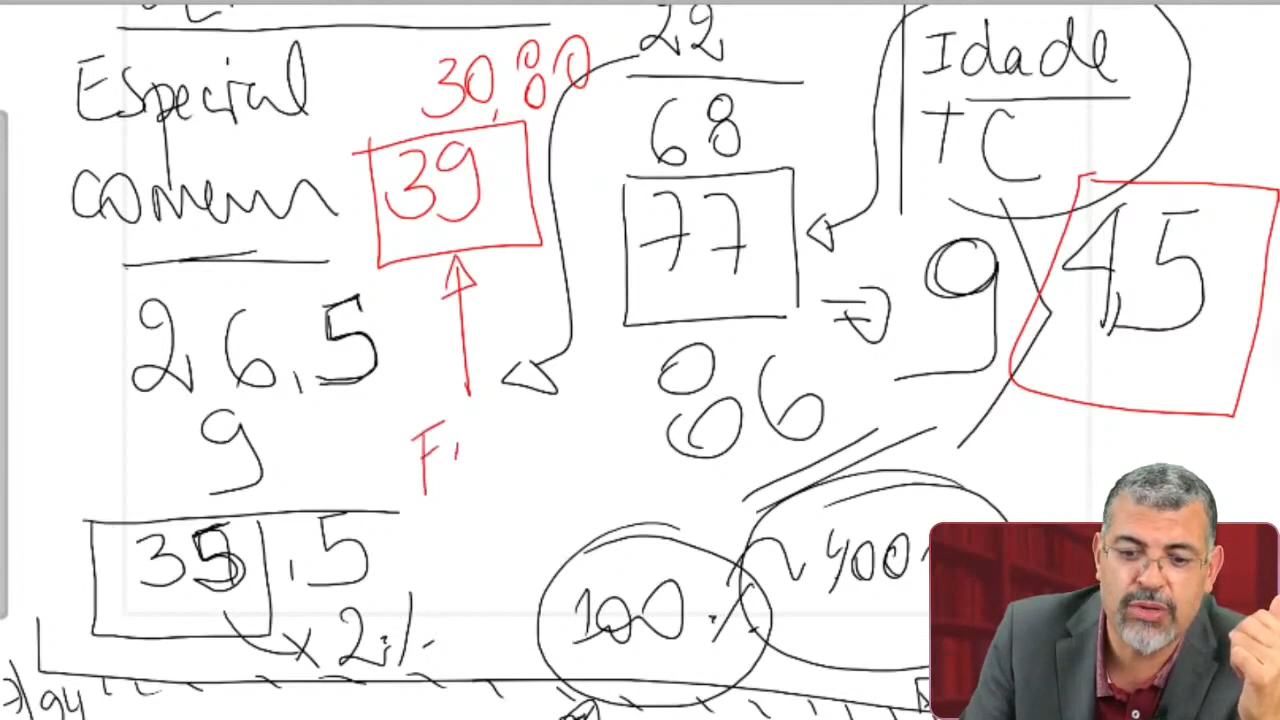 22
Especial
30,80
Idade
TC
68
comum
39
77
4,5
9
26,5
86
9
F
35,5
400
100%
x 2%
94